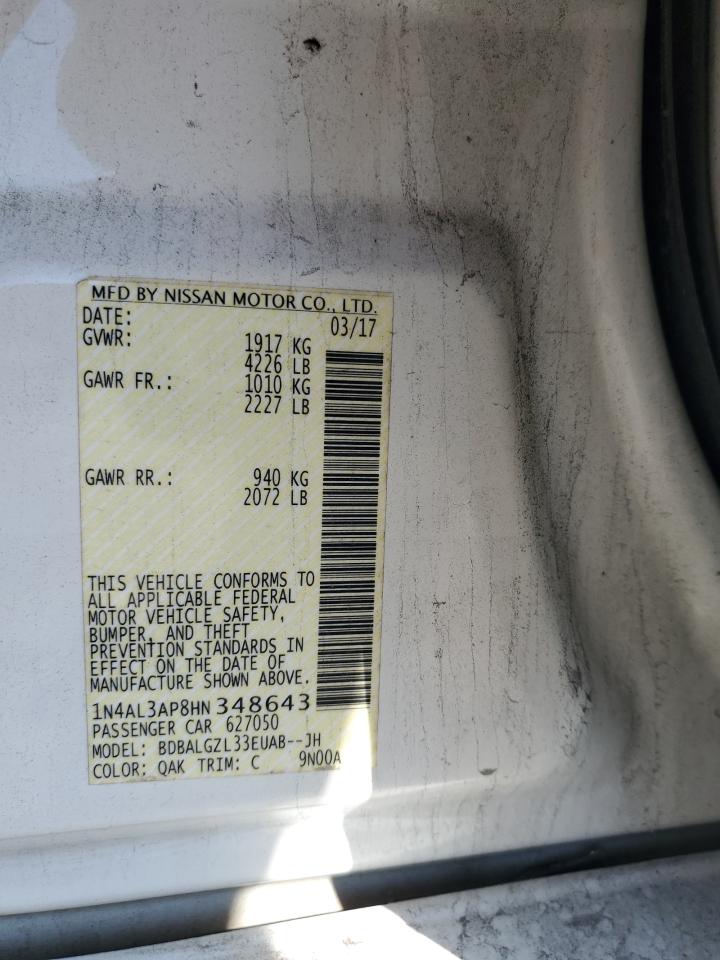 MFD BY NISSAN MOTOR CO., LTD.
DATE: 03/17
GVWR: 1917 KG
4226 LB
GAWR FR.: 1010 KG
2227 LB
GAWR RR.: 940 KG
2072 LB
THIS VEHICLE CONFORMS TO
ALL APPLICABLE FEDERAL
MOTOR VEHICLE SAFETY,
BUMPER, AND THEFT
PREVENTION STANDARDS IN
EFFECT ON THE DATE OF
MANUFACTURE SHOWN ABOVE.
1N4AL3AP8HN 348643
PASSENGER CAR 627050
MODEL: BDBALGZL33EUAB--JH
COLOR: QAK TRIM: C 9N00A